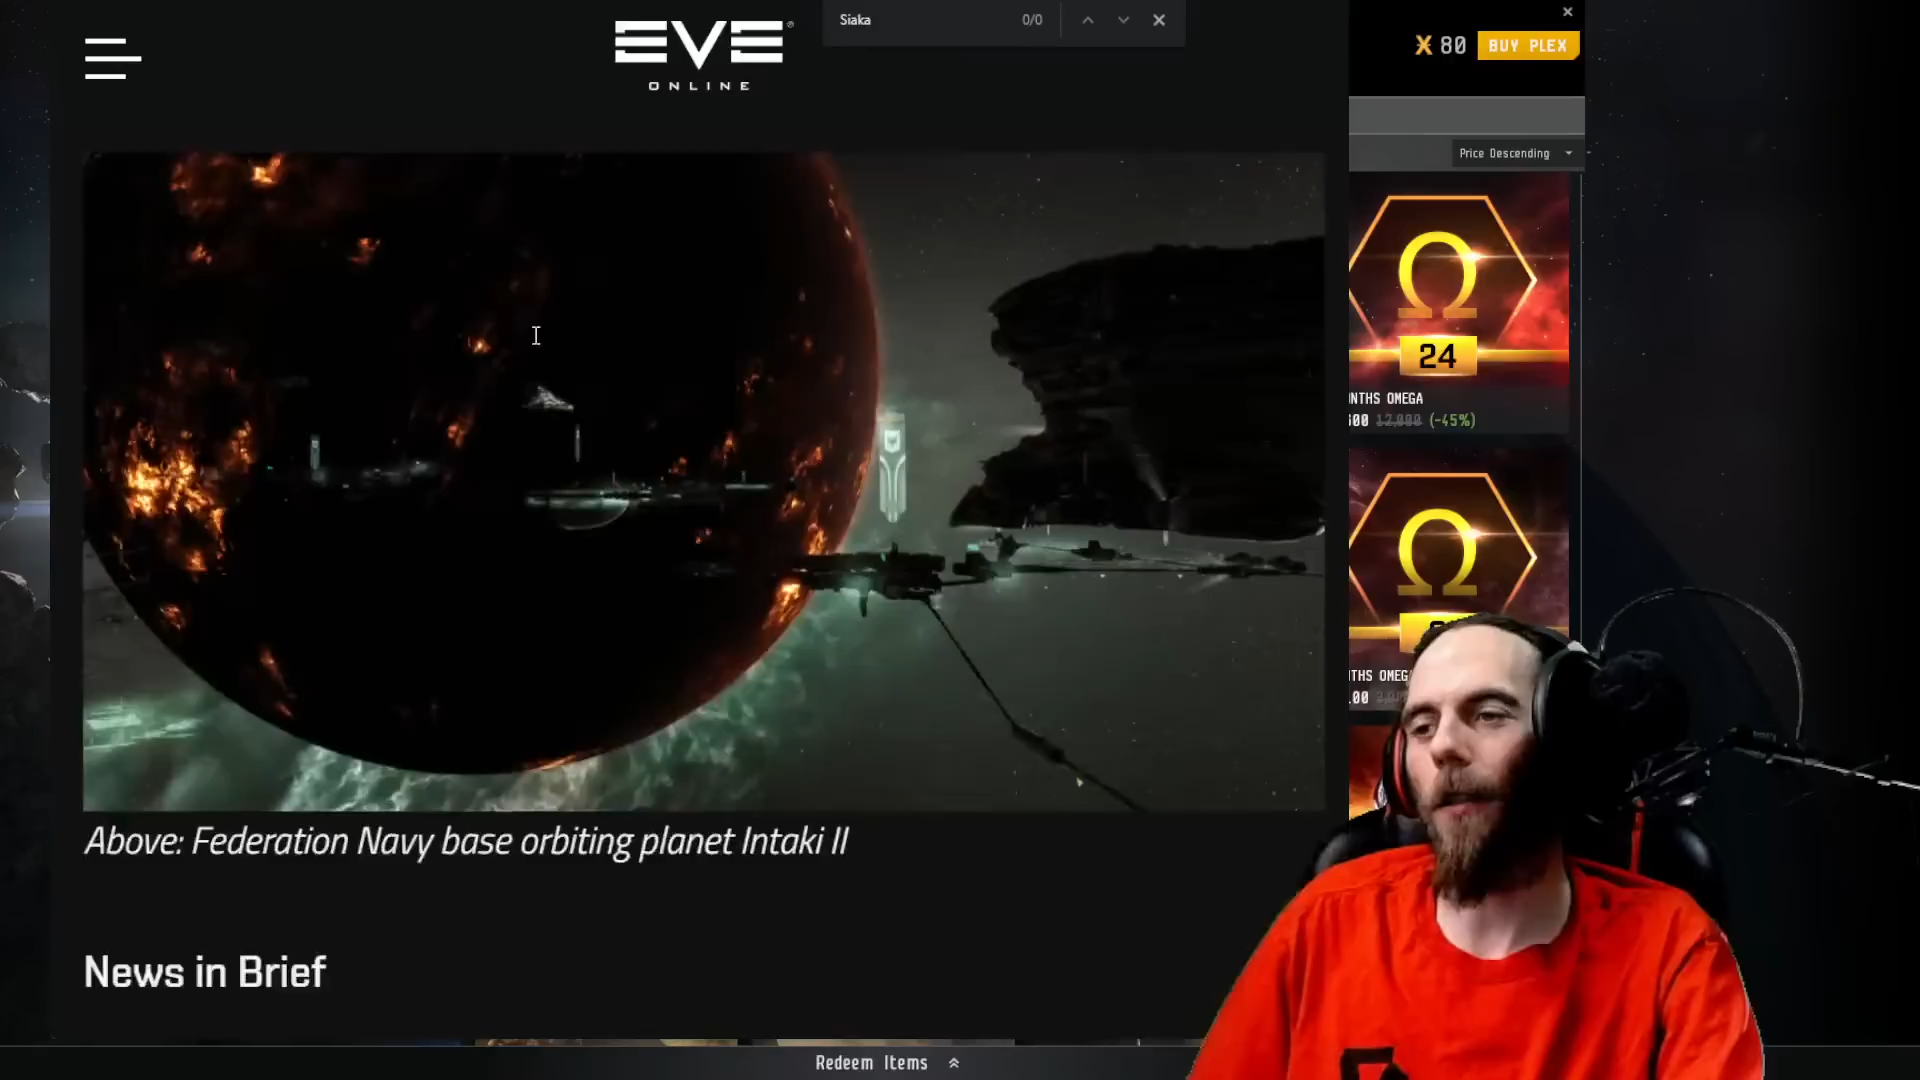 EVE
ONLINE
Siaka
0/0
80
BUY PLEX
Price Descending
Ω
24
NTHS OMEGA
600 12,000 (-45%)
Ω
THS OMEG
Above: Federation Navy base orbiting planet Intaki II
News in Brief
Redeem Items